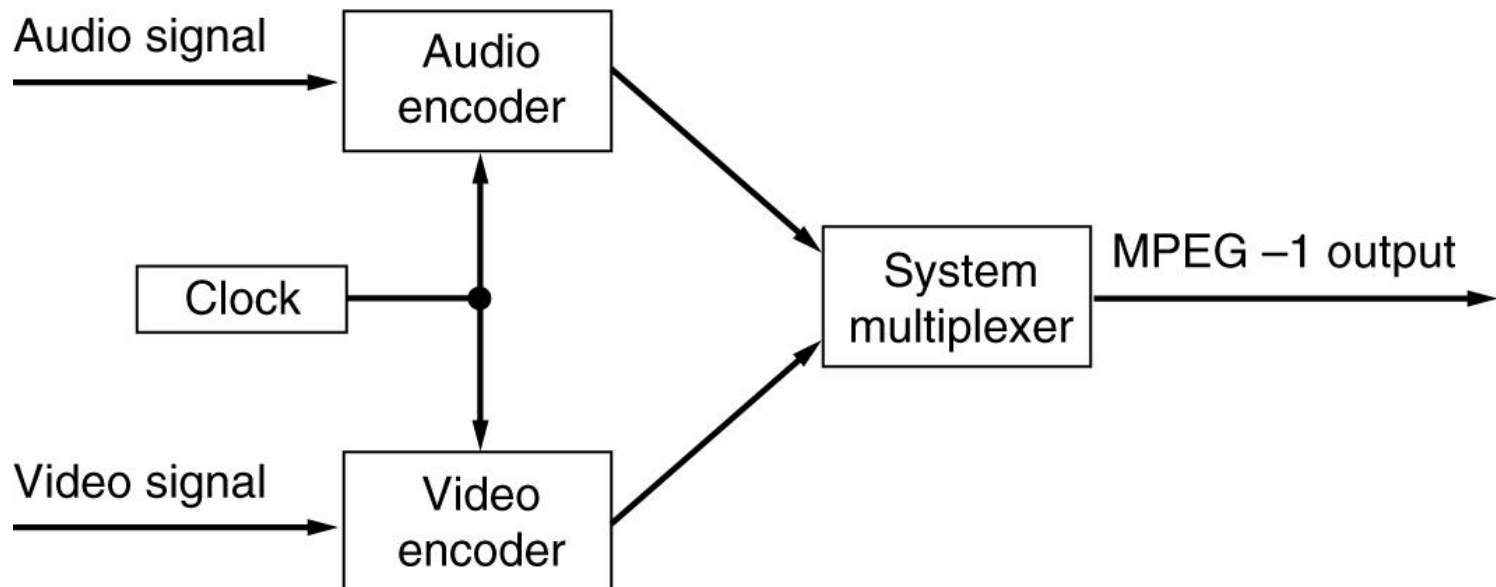 Audio signal
Audio
encoder
Clock
System
multiplexer
MPEG –1 output
Video signal
Video
encoder